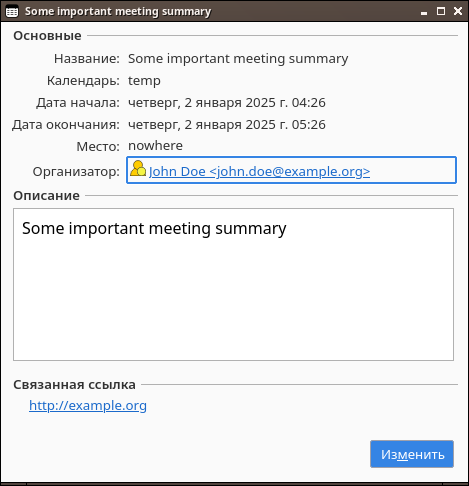 Some important meeting summary
Основные
Название: Some important meeting summary
Календарь: temp
Дата начала: четверг, 2 января 2025 г. 04:26
Дата окончания: четверг, 2 января 2025 г. 05:26
Место: nowhere
Организатор: John Doe <john.doe@example.org>
Описание
Some important meeting summary
Связанная ссылка
http://example.org
Изменить